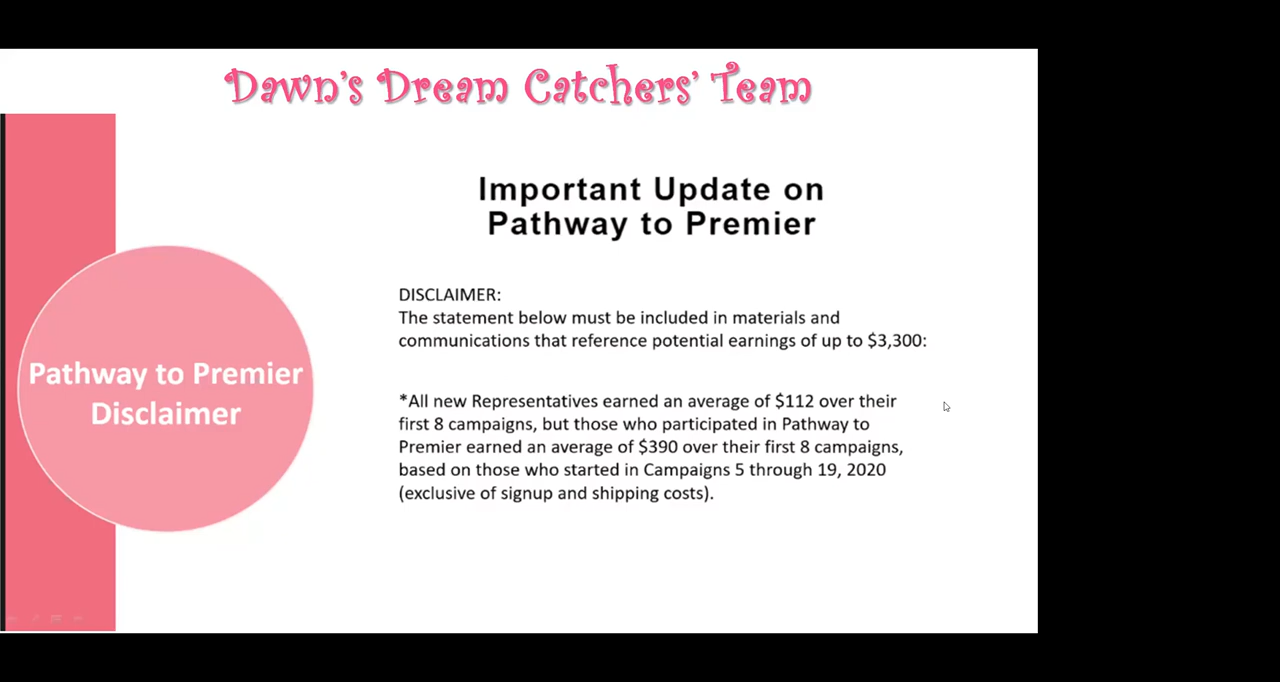 Dawn's Dream Catchers' Team
Important Update on
Pathway to Premier
Pathway to Premier
Disclaimer
DISCLAIMER:
The statement below must be included in materials and
communications that reference potential earnings of up to $3,300:
*All new Representatives earned an average of $112 over their
first 8 campaigns, but those who participated in Pathway to
Premier earned an average of $390 over their first 8 campaigns,
based on those who started in Campaigns 5 through 19, 2020
(exclusive of signup and shipping costs).